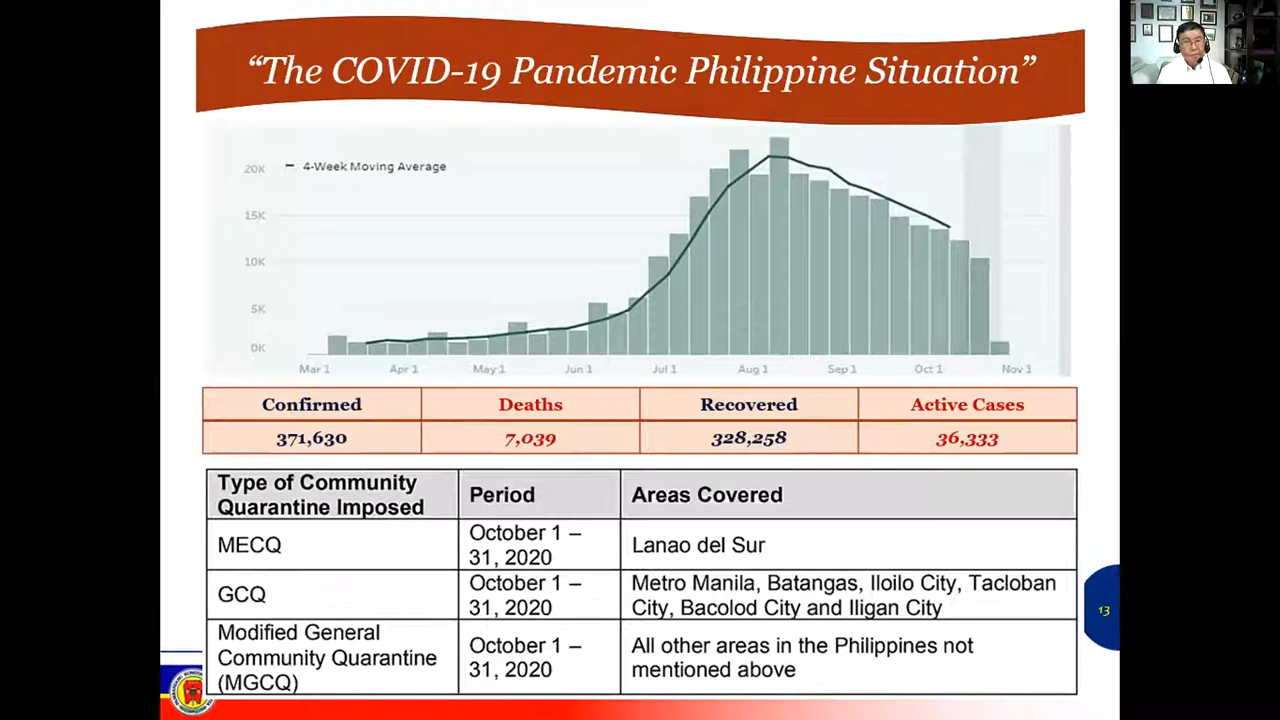 “The COVID-19 Pandemic Philippine Situation”
4-Week Moving Average
20K
15K
10K
5K
0K
Mar 1 Apr 1 May 1 Jun 1 Jul 1 Aug 1 Sep 1 Oct 1 Nov 1
Confirmed Deaths Recovered Active Cases
371,630 7,039 328,258 36,333
Type of Community
Quarantine Imposed
Period
Areas Covered
MECQ
October 1 –
31, 2020
Lanao del Sur
GCQ
October 1 –
31, 2020
Metro Manila, Batangas, Iloilo City, Tacloban
City, Bacolod City and Iligan City
Modified General
Community Quarantine
(MGCQ)
October 1 –
31, 2020
All other areas in the Philippines not
mentioned above
13